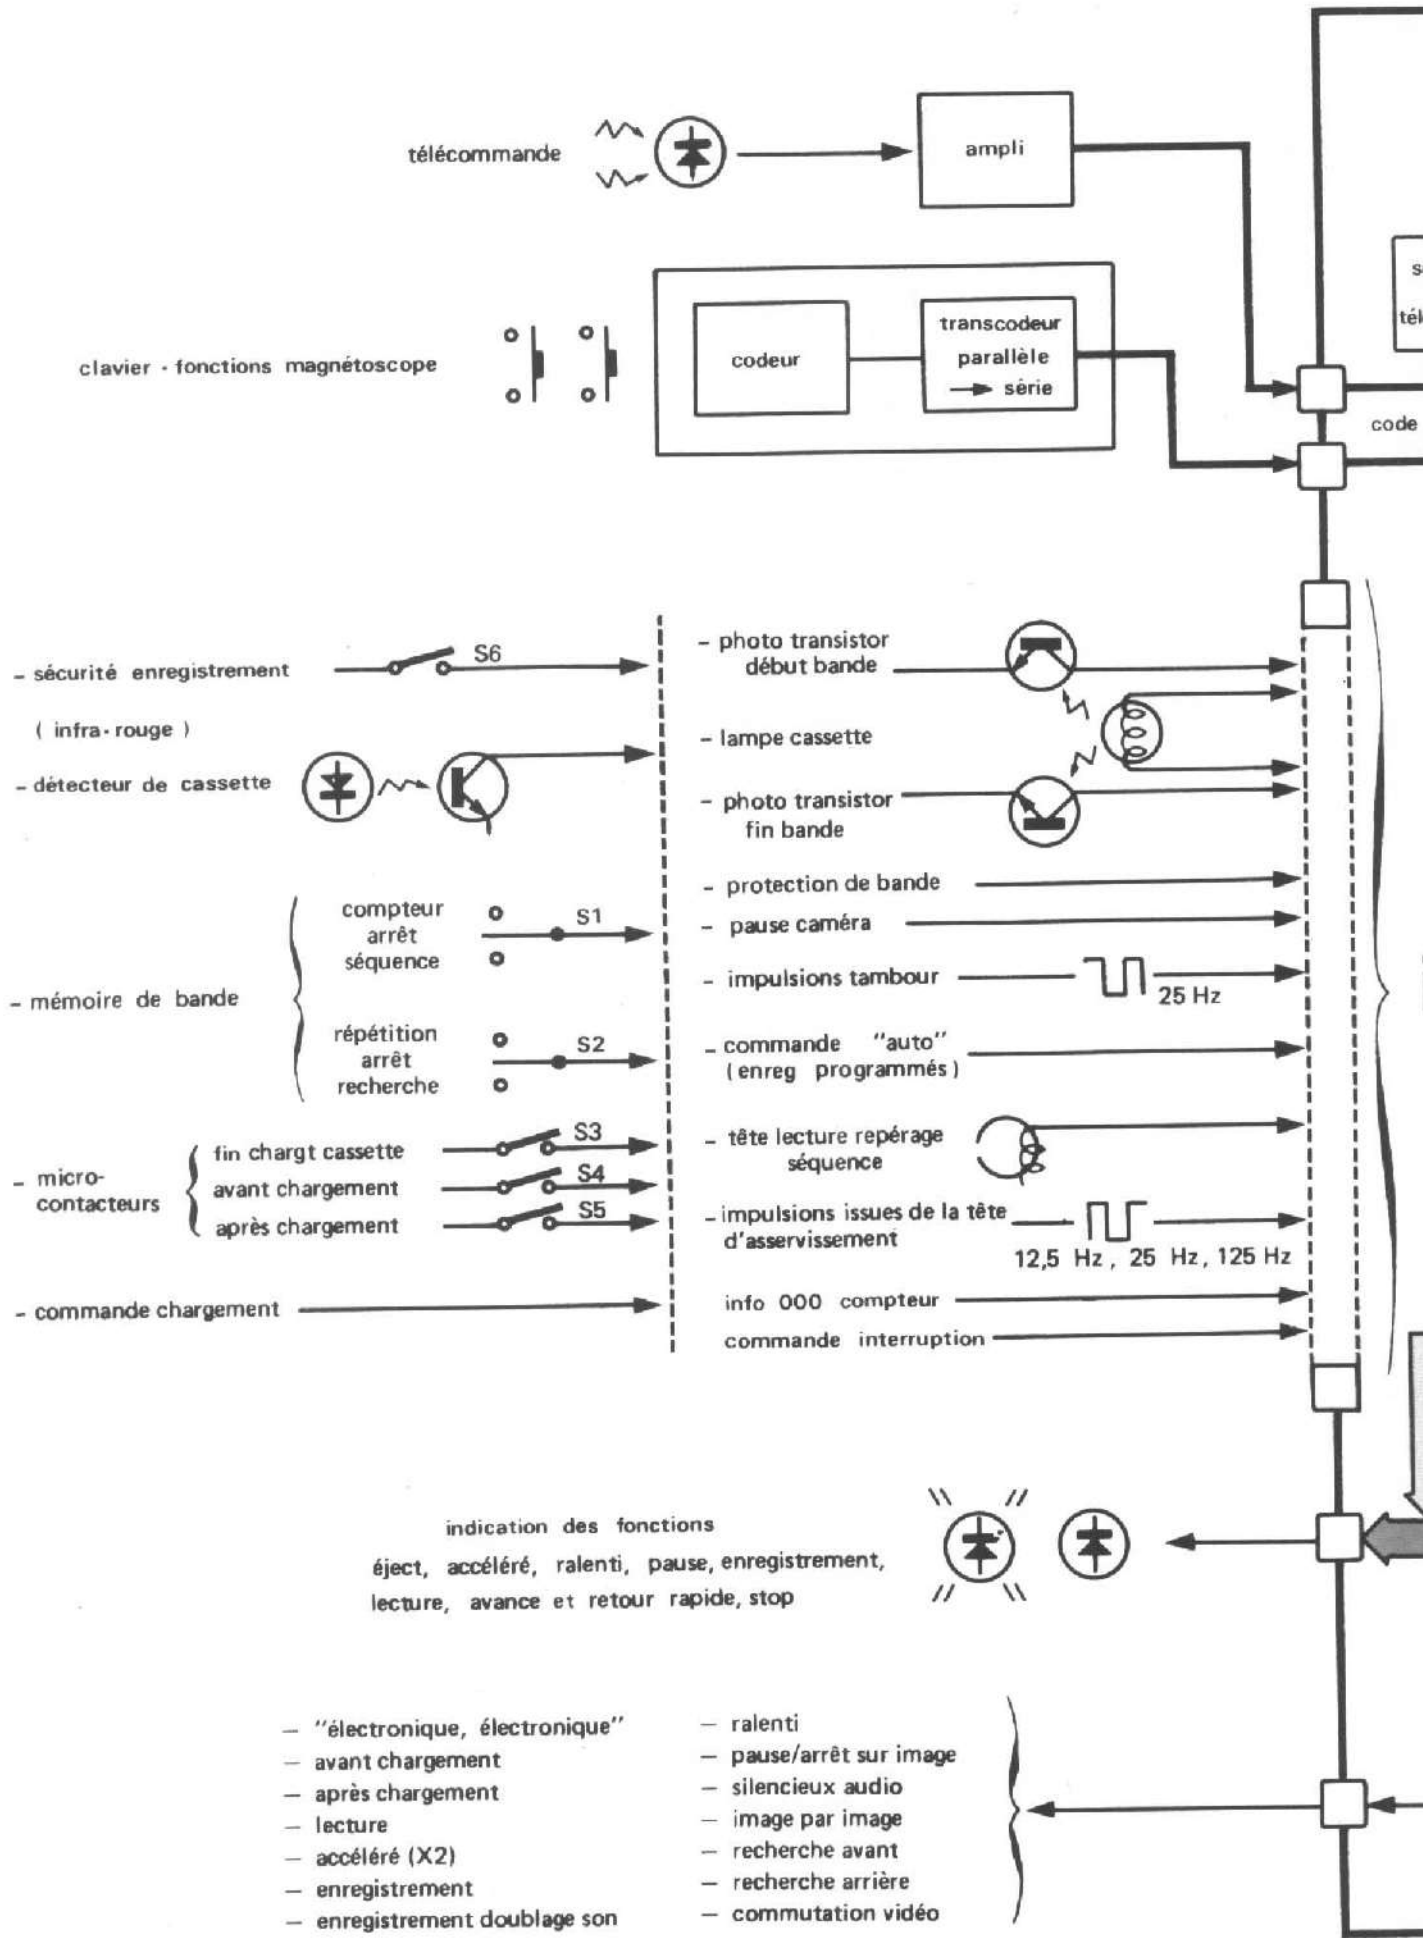 télécommande
ampli
clavier - fonctions magnétoscope
codeur
transcodeur
parallèle
série
code
- sécurité enregistrement
S6
( infra-rouge )
- détecteur de cassette
- mémoire de bande
compteur
arrêt
séquence
S1
répétition
arrêt
recherche
S2
- micro-
contacteurs
fin chargt cassette
S3
avant chargement
S4
après chargement
S5
- commande chargement
- photo transistor
début bande
- lampe cassette
- photo transistor
fin bande
- protection de bande
- pause caméra
- impulsions tambour
25 Hz
- commande "auto"
(enreg programmés)
- tête lecture repérage
séquence
- impulsions issues de la tête
d'asservissement
12,5 Hz, 25 Hz, 125 Hz
info 000 compteur
commande interruption
indication des fonctions
éject, accéléré, ralenti, pause, enregistrement,
lecture, avance et retour rapide, stop
- "électronique, électronique"
- avant chargement
- après chargement
- lecture
- accéléré (X2)
- enregistrement
- enregistrement doublage son
- ralenti
- pause/arrêt sur image
- silencieux audio
- image par image
- recherche avant
- recherche arrière
- commutation vidéo